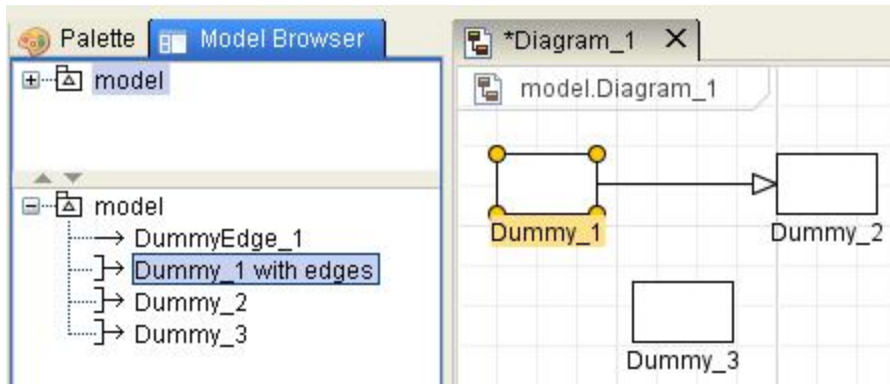 Palette
Model Browser
model
model
DummyEdge_1
Dummy_1 with edges
Dummy_2
Dummy_3
*Diagram_1
model.Diagram_1
Dummy_1
Dummy_2
Dummy_3